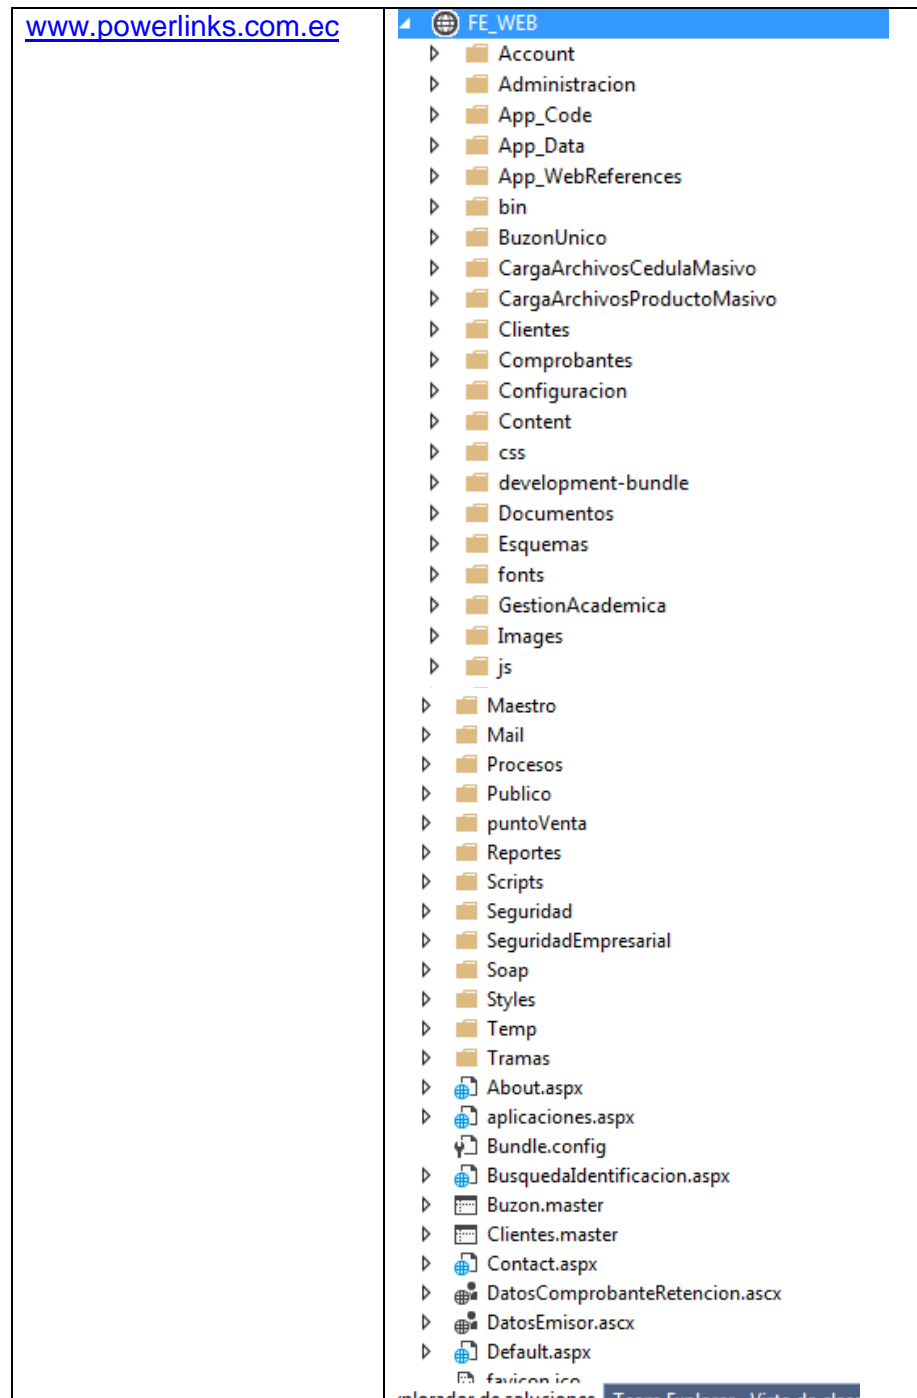 www.powerlinks.com.ec
FE_WEB
Account
Administracion
App_Code
App_Data
App_WebReferences
bin
BuzonUnico
CargaArchivosCedulaMasivo
CargaArchivosProductoMasivo
Clientes
Comprobantes
Configuracion
Content
css
development-bundle
Documentos
Esquemas
fonts
GestionAcademica
Images
js
Maestro
Mail
Procesos
Publico
puntoVenta
Reportes
Scripts
Seguridad
SeguridadEmpresarial
Soap
Styles
Temp
Tramas
About.aspx
aplicaciones.aspx
Bundle.config
BusquedaIdentificacion.aspx
Buzon.master
Clientes.master
Contact.aspx
DatosComprobanteRetencion.ascx
DatosEmisor.ascx
Default.aspx
favicon.ico